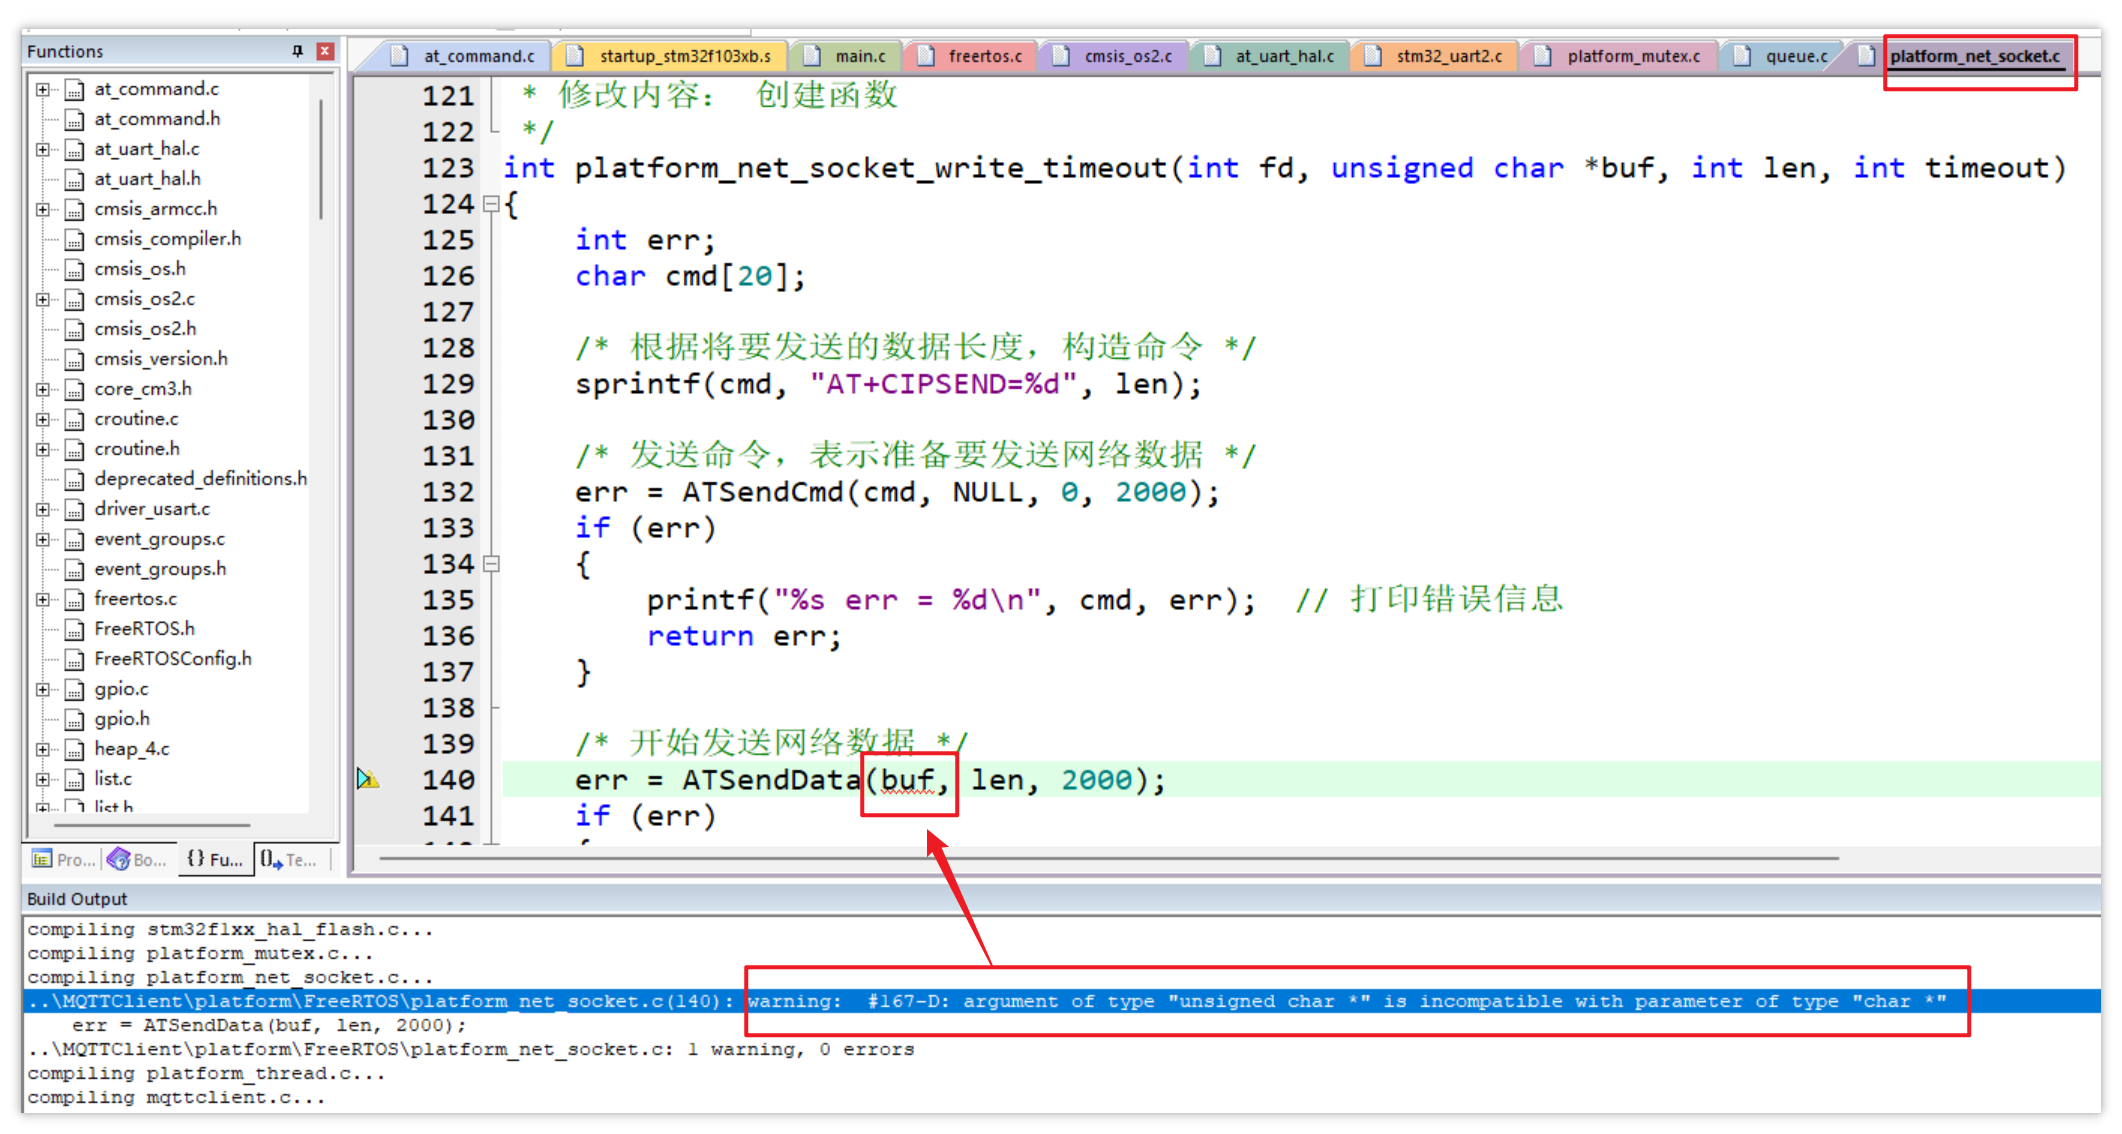 Functions
at_command.c
at_command.h
at_uart_hal.c
at_uart_hal.h
cmsis_armcc.h
cmsis_compiler.h
cmsis_os.h
cmsis_os2.c
cmsis_os2.h
cmsis_version.h
core_cm3.h
croutine.c
croutine.h
deprecated_definitions.h
driver_usart.c
event_groups.c
event_groups.h
freertos.c
FreeRTOS.h
FreeRTOSConfig.h
gpio.c
gpio.h
heap_4.c
list.c
list.h
Pro... Bo... {} Fu... Te...
at_command.c startup_stm32f103xb.s main.c freertos.c cmsis_os2.c at_uart_hal.c stm32_uart2.c platform_mutex.c queue.c platform_net_socket.c
121 * 修改内容： 创建函数
122 */
123 int platform_net_socket_write_timeout(int fd, unsigned char *buf, int len, int timeout)
124 {
125 int err;
126 char cmd[20];
127
128 /* 根据将要发送的数据长度，构造命令 */
129 sprintf(cmd, "AT+CIPSEND=%d", len);
130
131 /* 发送命令，表示准备要发送网络数据 */
132 err = ATSendCmd(cmd, NULL, 0, 2000);
133 if (err)
134 {
135 printf("%s err = %d\n", cmd, err); // 打印错误信息
136 return err;
137 }
138
139 /* 开始发送网络数据 */
140 err = ATSendData(buf, len, 2000);
141 if (err)
Build Output
compiling stm32f1xx_hal_flash.c...
compiling platform_mutex.c...
compiling platform_net_socket.c...
..\MQTTClient\platform\FreeRTOS\platform_net_socket.c(140): warning:  #167-D: argument of type "unsigned char *" is incompatible with parameter of type "char *"
err = ATSendData(buf, len, 2000);
..\MQTTClient\platform\FreeRTOS\platform_net_socket.c: 1 warning, 0 errors
compiling platform_thread.c...
compiling mqttclient.c...